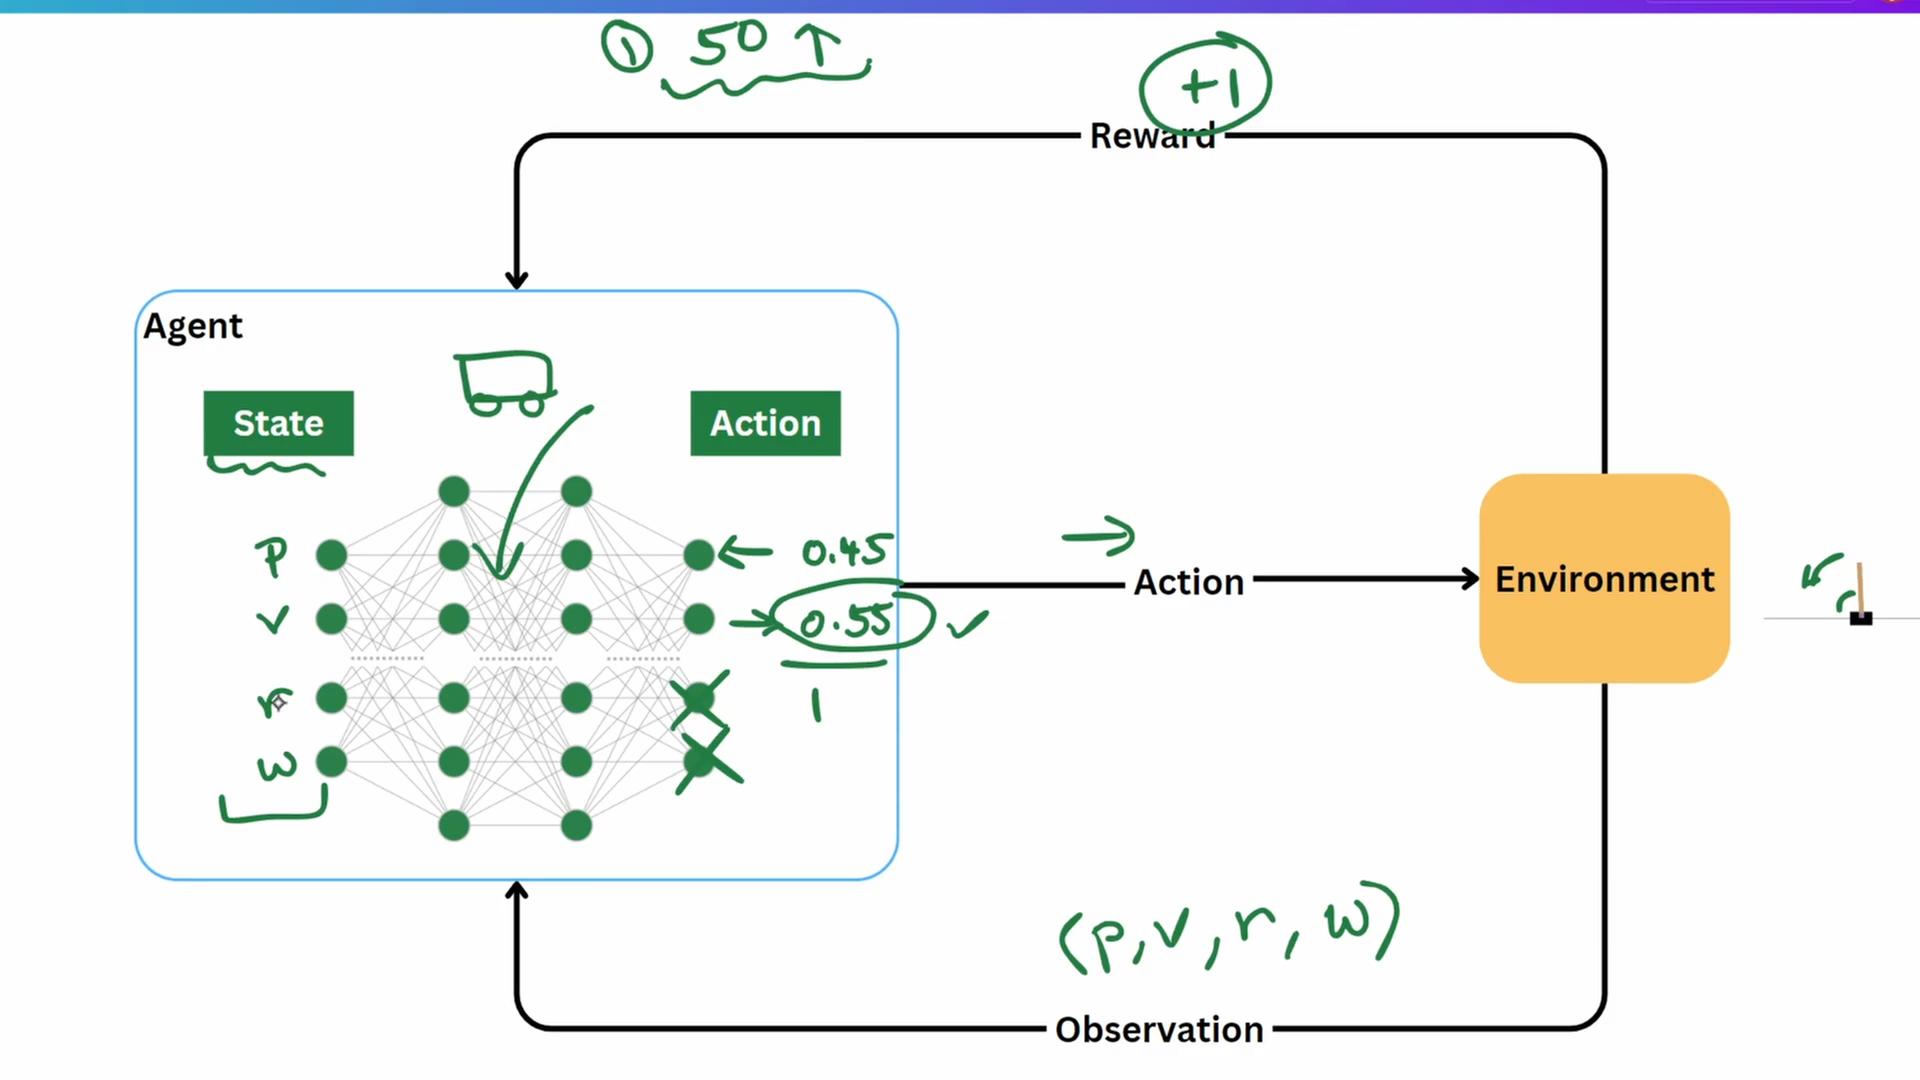 ① 50 ↑
+1
Reward
Agent
State
Action
p
0.45
v
0.55
r
1
w
→
Action
Environment
(p, v, r, w)
Observation